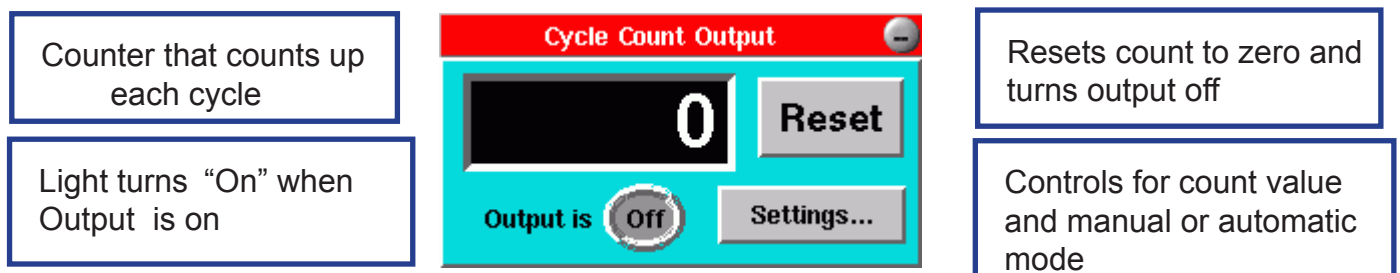 Counter that counts up
each cycle
Light turns “On” when
Output is on
Cycle Count Output
0
Reset
Output is Off
Settings...
Resets count to zero and
turns output off
Controls for count value
and manual or automatic
mode